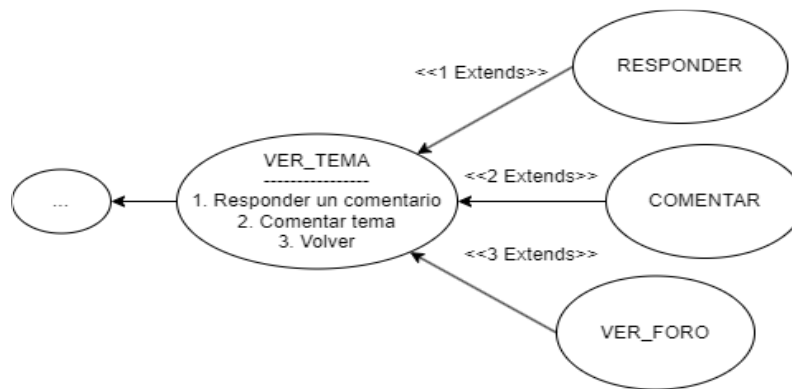 <<1 Extends>>
RESPONDER
VER_TEMA
-----------------
1. Responder un comentario
2. Comentar tema
3. Volver
...
<<2 Extends>>
COMENTAR
<<3 Extends>>
VER_FORO